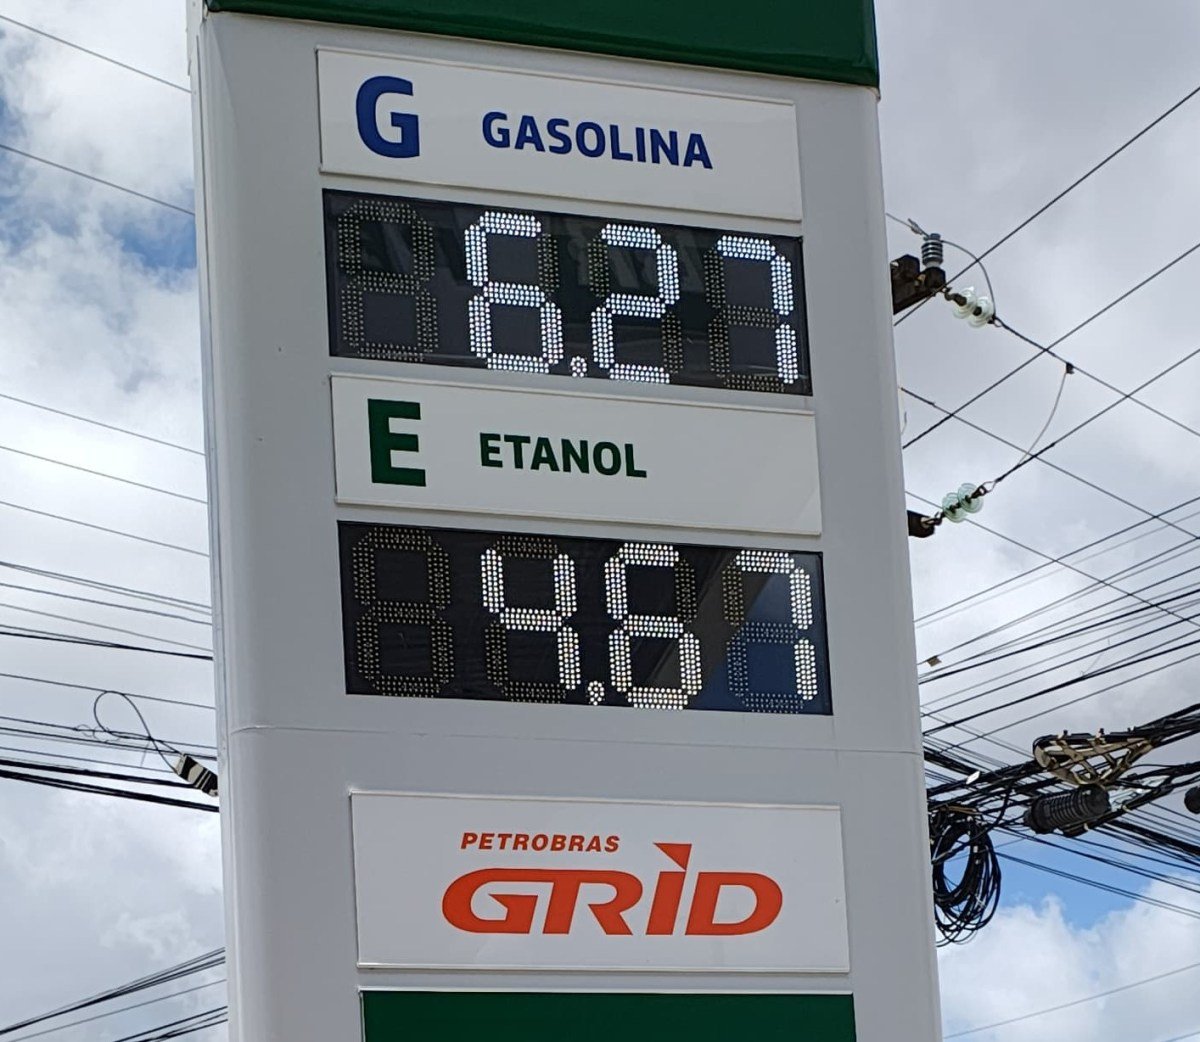 G GASOLINA
6.27
E ETANOL
4.67
PETROBRAS
GRID